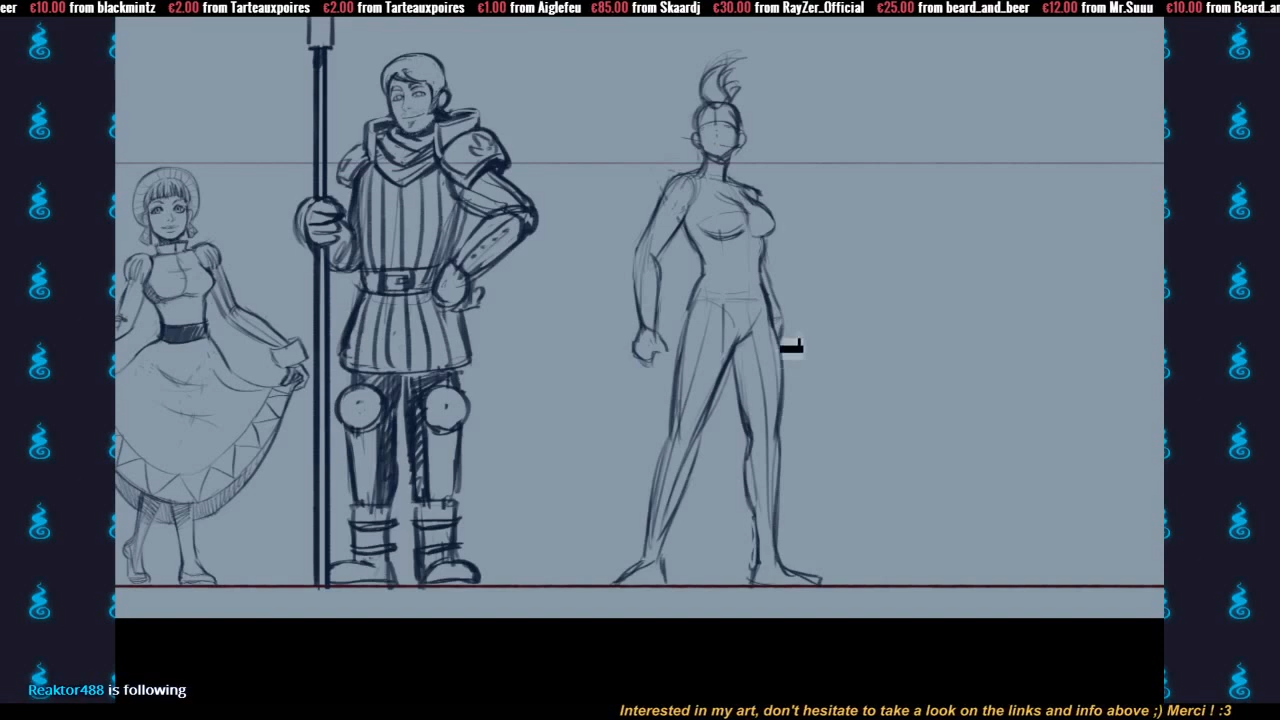 eer €10.00 from blackmintz €2.00 from Tarteauxpoires €2.00 from Tarteauxpoires €1.00 from Aiglefeu €85.00 from Skaardj €30.00 from RayZer_Official €25.00 from beard_and_beer €12.00 from Mr.Suuu €10.00 from Beard_an
Reaktor488 is following
Interested in my art, don't hesitate to take a look on the links and info above ;) Merci ! :3